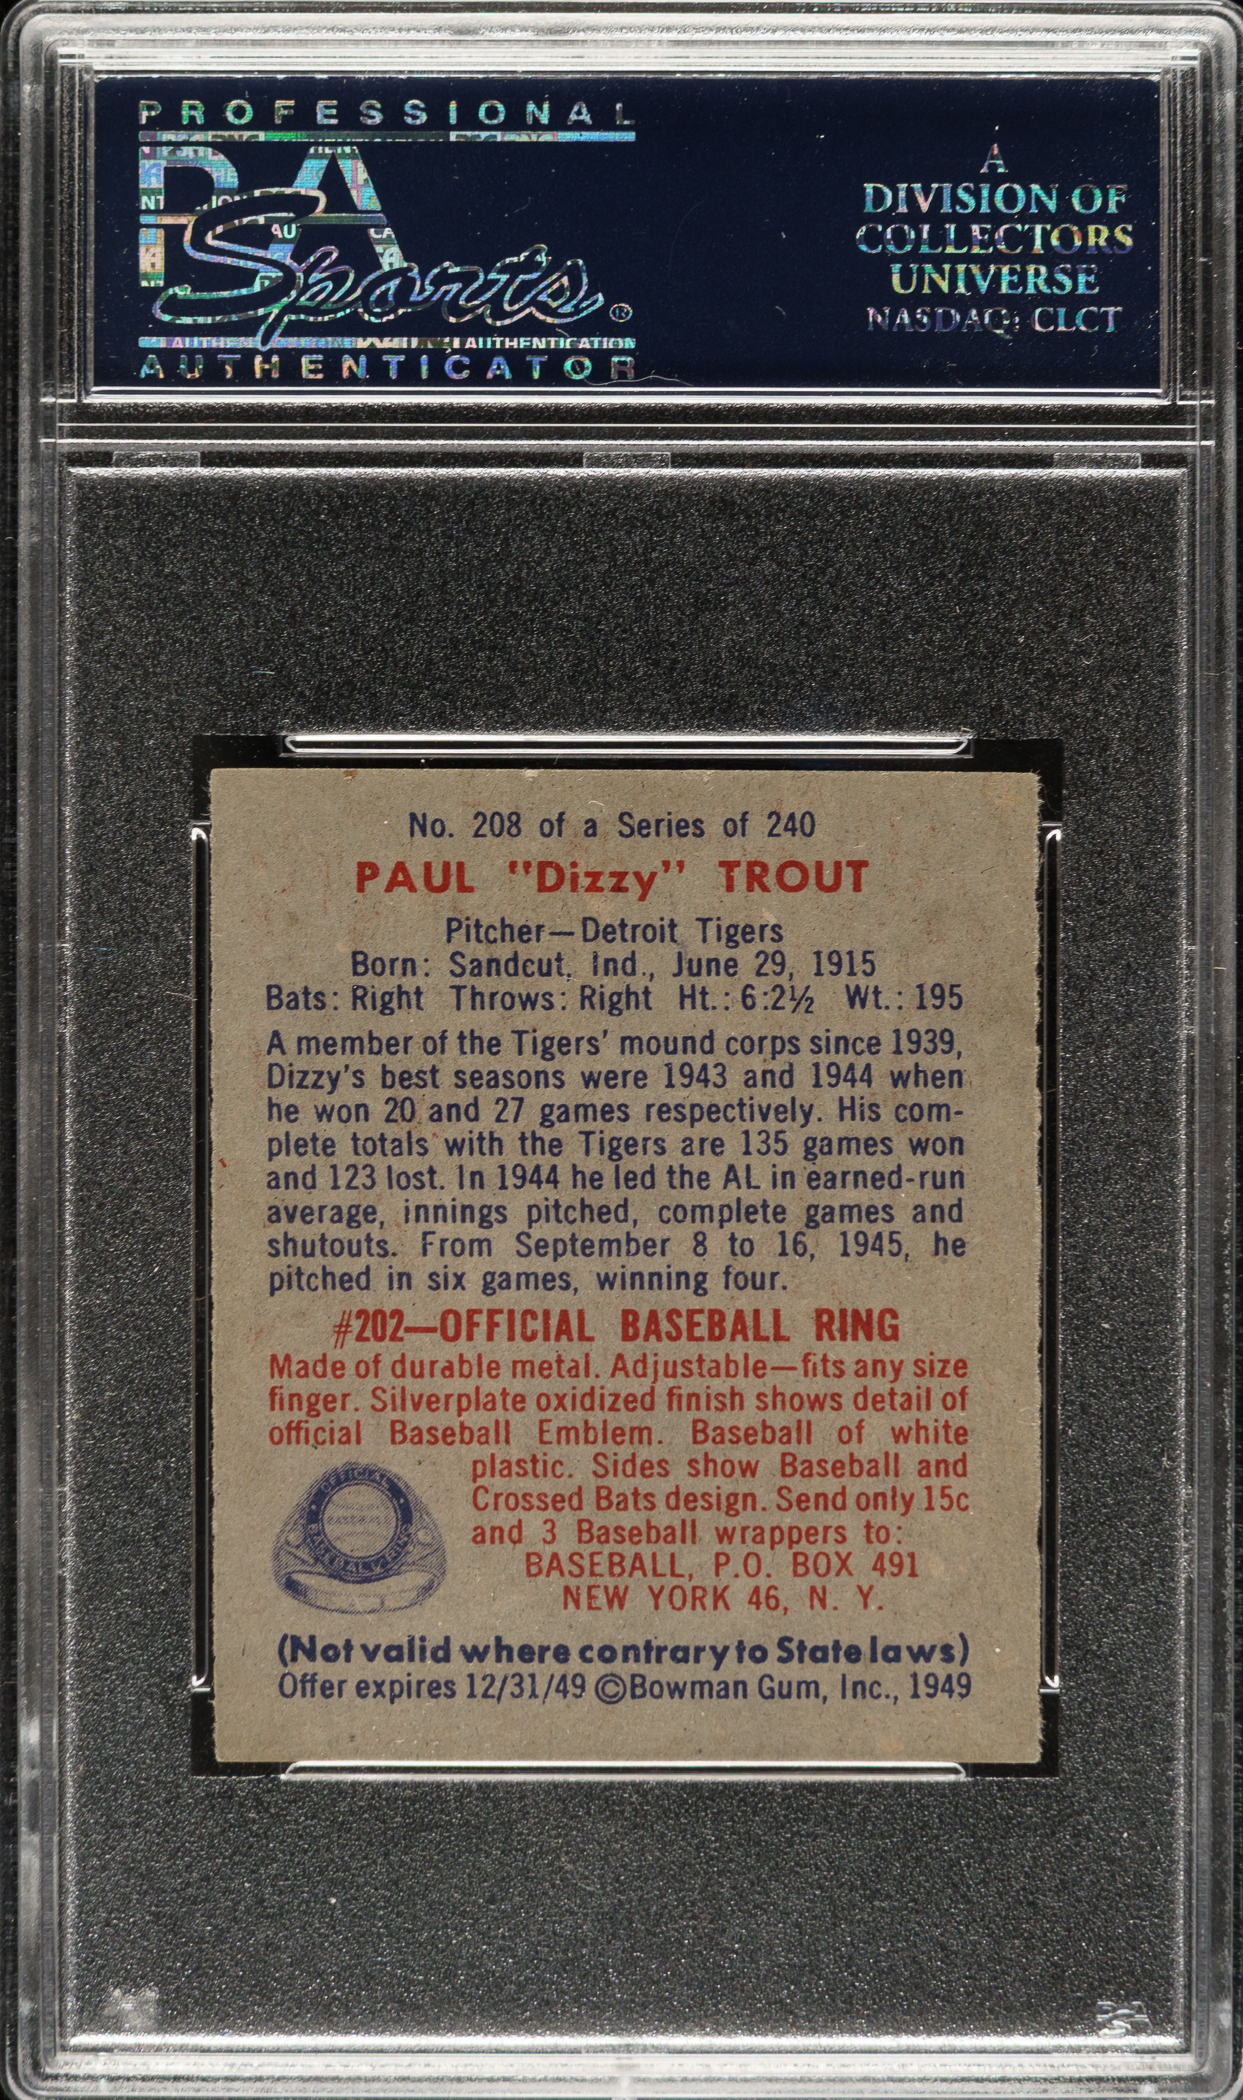 PROFESSIONAL
PSA
Sports®
AUTHENTICATION
AUTHENTICATOR
A
DIVISION OF
COLLECTORS
UNIVERSE
NASDAQ: CLCT
No. 208 of a Series of 240
PAUL "Dizzy" TROUT
Pitcher—Detroit Tigers
Born: Sandcut, Ind., June 29, 1915
Bats: Right Throws: Right Ht.: 6:2½ Wt.: 195
A member of the Tigers' mound corps since 1939,
Dizzy's best seasons were 1943 and 1944 when
he won 20 and 27 games respectively. His com-
plete totals with the Tigers are 135 games won
and 123 lost. In 1944 he led the AL in earned-run
average, innings pitched, complete games and
shutouts. From September 8 to 16, 1945, he
pitched in six games, winning four.
#202—OFFICIAL BASEBALL RING
Made of durable metal. Adjustable—fits any size
finger. Silverplate oxidized finish shows detail of
official Baseball Emblem. Baseball of white
plastic. Sides show Baseball and
Crossed Bats design. Send only 15c
and 3 Baseball wrappers to:
BASEBALL, P.O. BOX 491
NEW YORK 46, N. Y.
OFFICIAL
BASEBALL
BASEBALL RING
(Not valid where contrary to State laws)
Offer expires 12/31/49 ©Bowman Gum, Inc., 1949
PSA